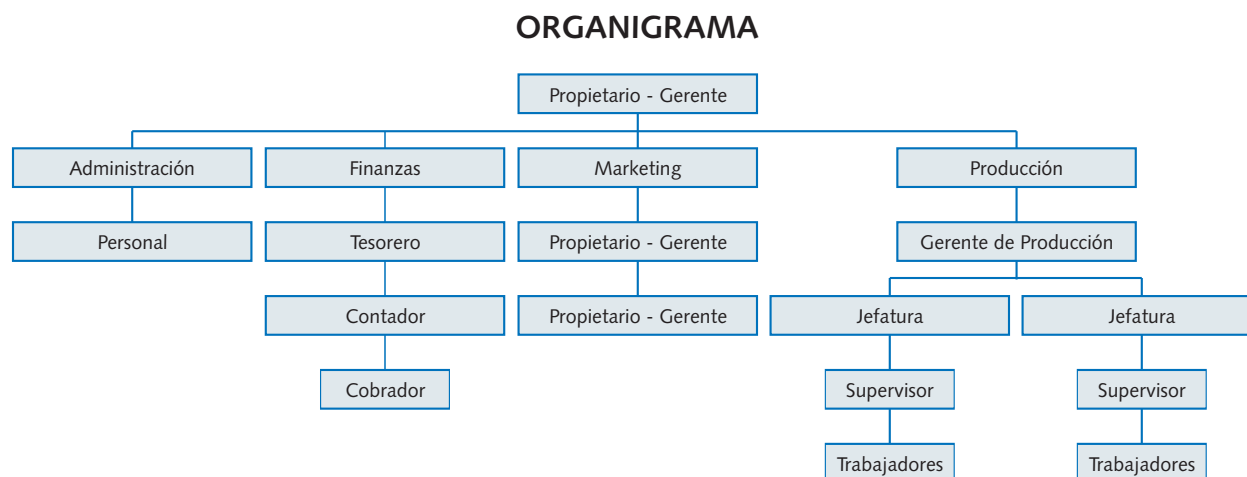 ORGANIGRAMA
Propietario - Gerente
Administración
Finanzas
Marketing
Producción
Personal
Tesorero
Propietario - Gerente
Gerente de Producción
Contador
Propietario - Gerente
Jefatura
Jefatura
Cobrador
Supervisor
Supervisor
Trabajadores
Trabajadores